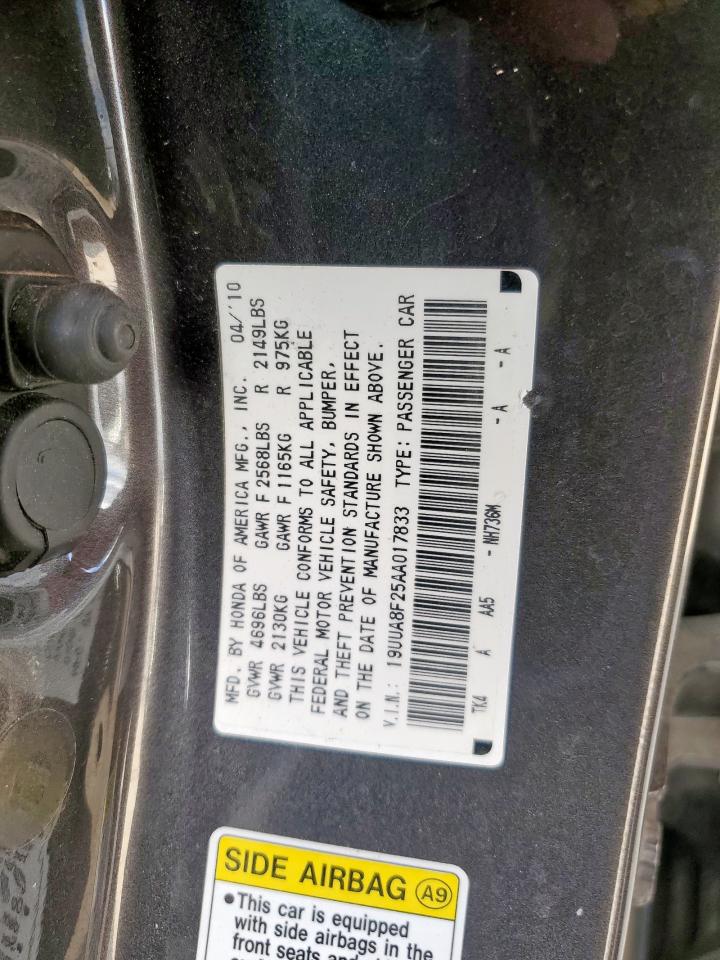 MFD. BY HONDA OF AMERICA MFG., INC. 04/'10
GVWR 4696LBS GAWR F 2568LBS R 2149LBS
GVWR 2130KG GAWR F 1165KG R 975KG
THIS VEHICLE CONFORMS TO ALL APPLICABLE
FEDERAL MOTOR VEHICLE SAFETY, BUMPER,
AND THEFT PREVENTION STANDARDS IN EFFECT
ON THE DATE OF MANUFACTURE SHOWN ABOVE.
V.I.N.: 19UUA8F25AA017833 TYPE: PASSENGER CAR
TK4 A AA5 - NH736M - A - A
SIDE AIRBAG A9
•This car is equipped
with side airbags in the
front seats and